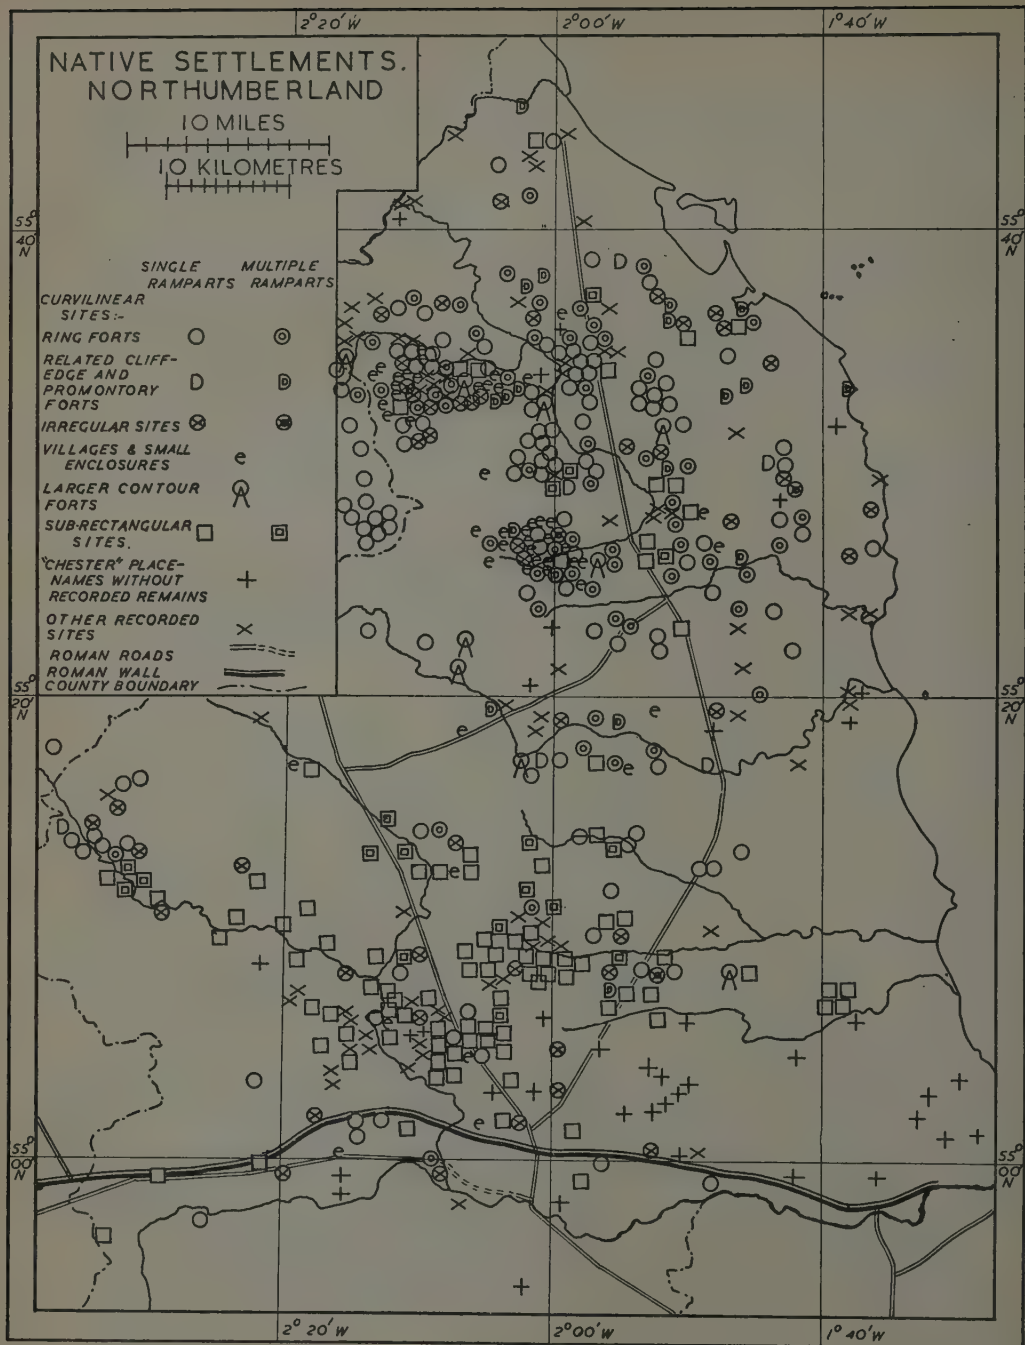 2°20'W 2°00'W 1°40'W
NATIVE SETTLEMENTS.
NORTHUMBERLAND
10 MILES
10 KILOMETRES
55°
40'
N
55°
40'
N
SINGLE MULTIPLE
RAMPARTS RAMPARTS
CURVILINEAR
SITES:-
RING FORTS
RELATED CLIFF-
EDGE AND
PROMONTORY
FORTS
IRREGULAR SITES
VILLAGES & SMALL
ENCLOSURES
LARGER CONTOUR
FORTS
SUB-RECTANGULAR
SITES.
"CHESTER" PLACE-
NAMES WITHOUT
RECORDED REMAINS
OTHER RECORDED
SITES
ROMAN ROADS
ROMAN WALL
COUNTY BOUNDARY
55°
20'
N
55°
20'
N
55°
00'
N
55°
00'
N
2°20'W 2°00'W 1°40'W